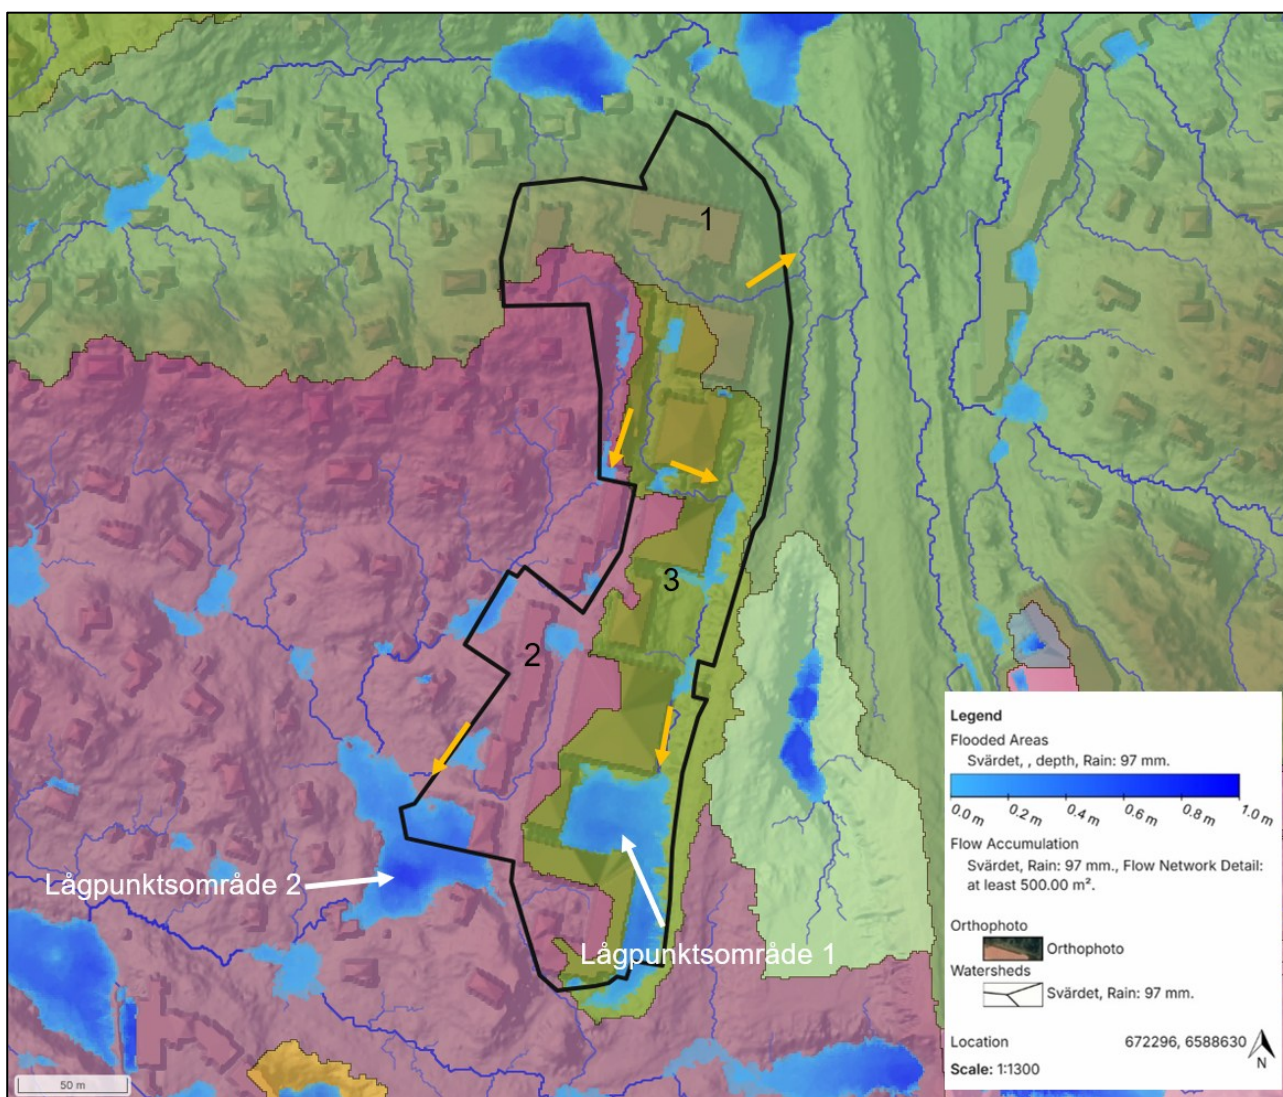 1
3
2
Lågpunktsområde 2
Lågpunktsområde 1
50 m
Legend
Flooded Areas
Svärdet, , depth, Rain: 97 mm.
0.0 m 0.2 m 0.4 m 0.6 m 0.8 m 1.0 m
Flow Accumulation
Svärdet, Rain: 97 mm., Flow Network Detail:
at least 500.00 m².
Orthophoto
Orthophoto
Watersheds
Svärdet, Rain: 97 mm.
Location 672296, 6588630
Scale: 1:1300
N